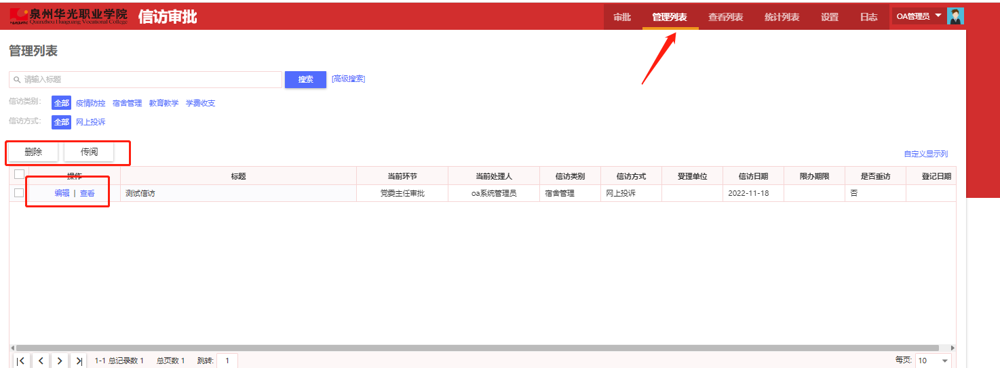 泉州华光职业学院
Quanzhou Huaguang Vocational College
信访审批
审批 管理列表 查看列表 统计列表 设置 日志 OA管理员
管理列表
请输入标题 搜索 [高级搜索]
信访类别: 全部 疫情防控 宿舍管理 教育教学 学费收支
信访方式: 全部 网上投诉
删除 传阅 自定义显示列
操作 标题 当前环节 当前处理人 信访类别 信访方式 受理单位 信访日期 限办期限 是否重访 登记日期
编辑 | 查看 测试信访 党委主任审批 oa系统管理员 宿舍管理 网上投诉 2022-11-18 否
1-1 总记录数 1 总页数 1 跳转: 1 每页: 10